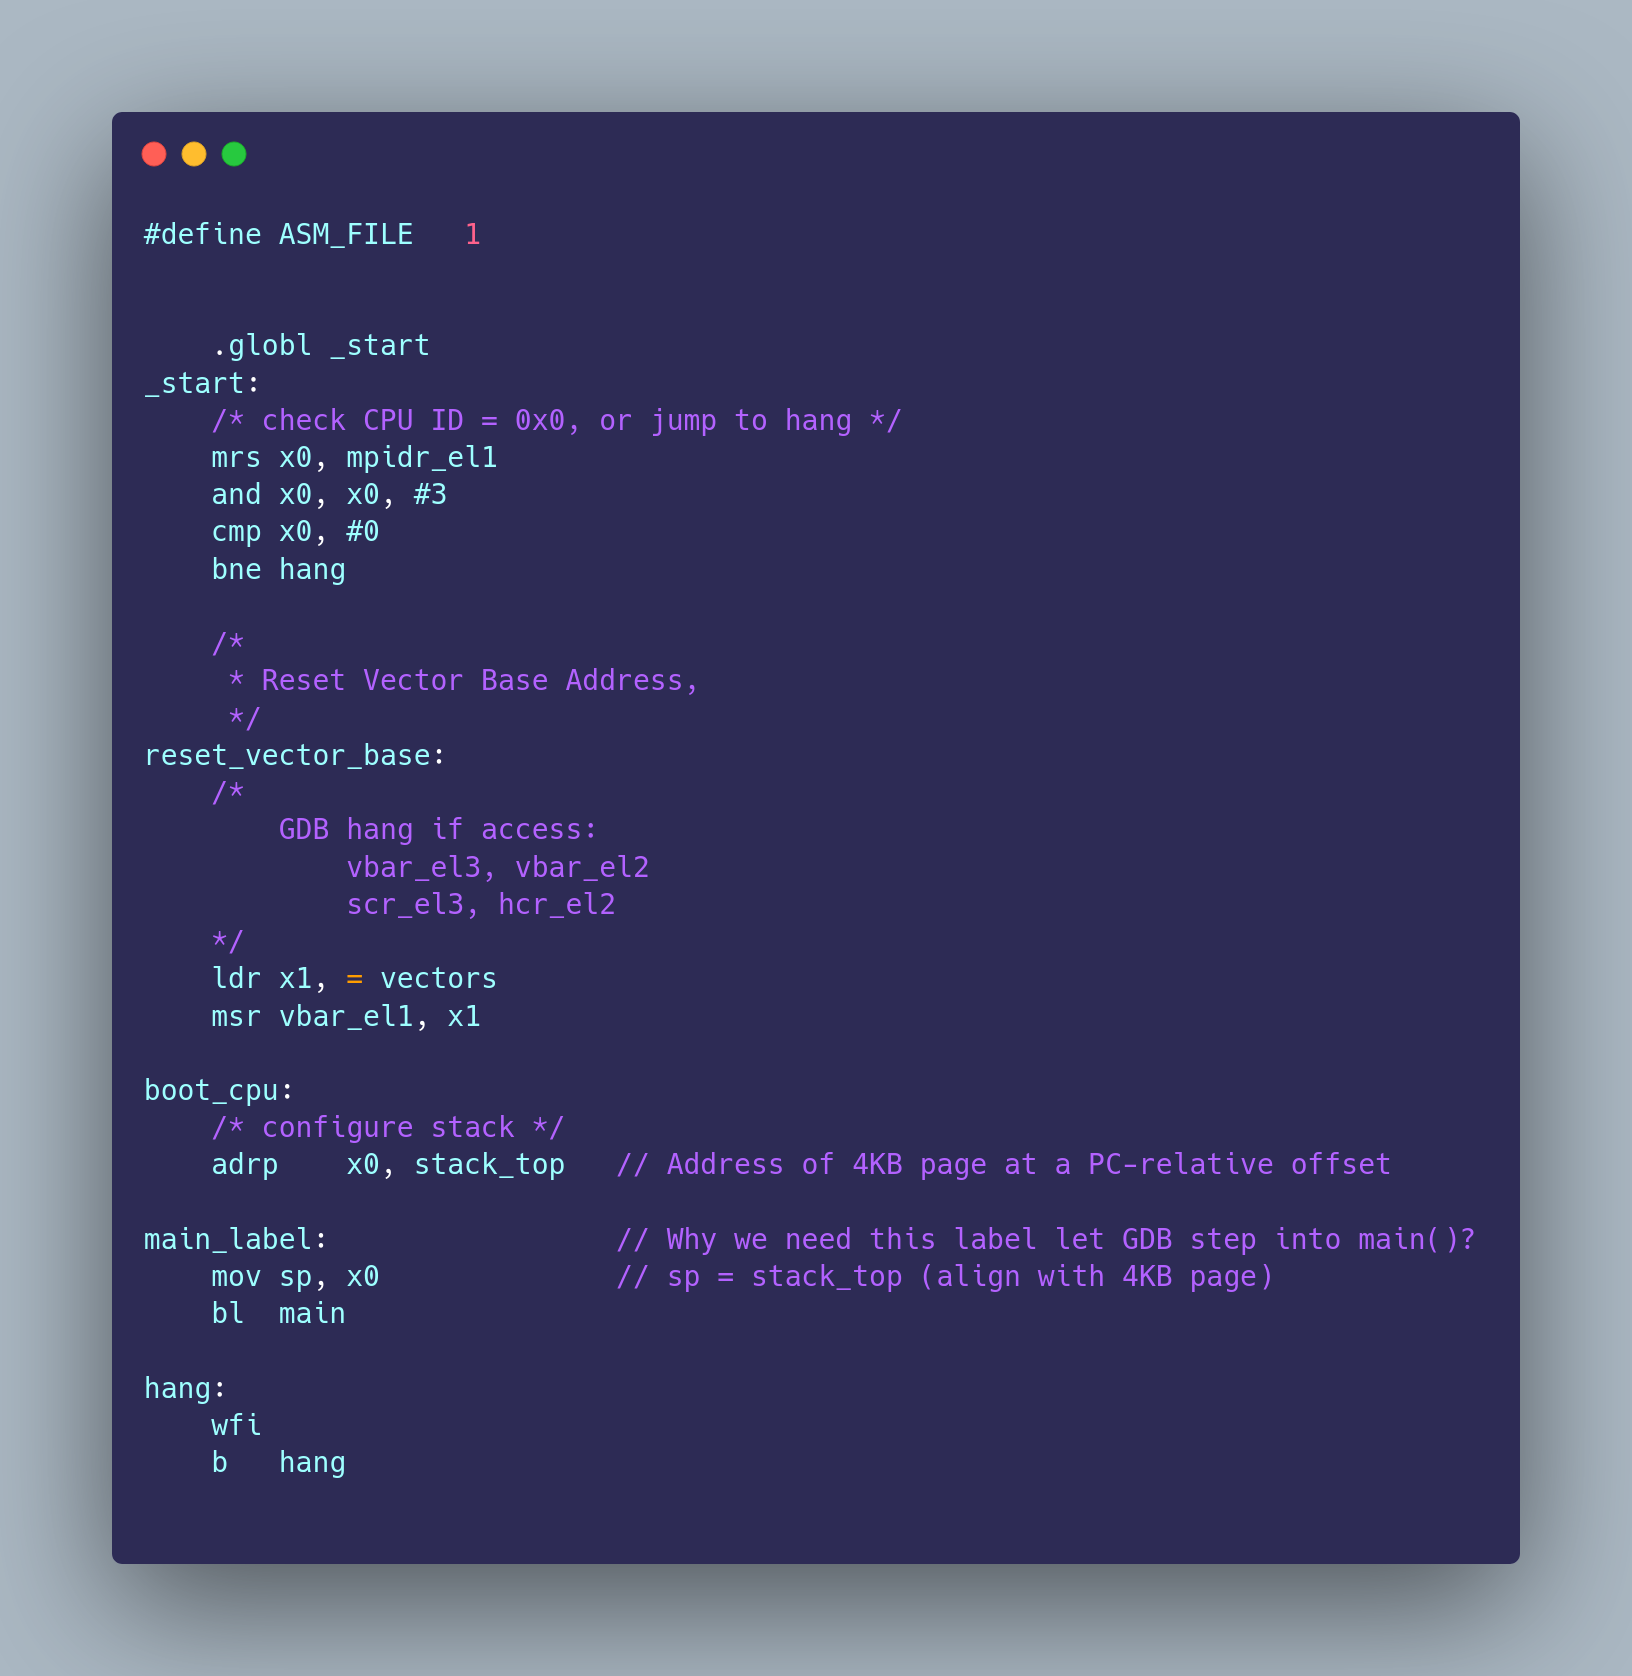 #define ASM_FILE   1
    .globl _start
_start:
    /* check CPU ID = 0x0, or jump to hang */
    mrs x0, mpidr_el1
    and x0, x0, #3
    cmp x0, #0
    bne hang
    /*
     * Reset Vector Base Address,
     */
reset_vector_base:
    /*
        GDB hang if access:
            vbar_el3, vbar_el2
            scr_el3, hcr_el2
    */
    ldr x1, = vectors
    msr vbar_el1, x1
boot_cpu:
    /* configure stack */
    adrp    x0, stack_top   // Address of 4KB page at a PC-relative offset
main_label:                 // Why we need this label let GDB step into main()?
    mov sp, x0              // sp = stack_top (align with 4KB page)
    bl  main
hang:
    wfi
    b   hang